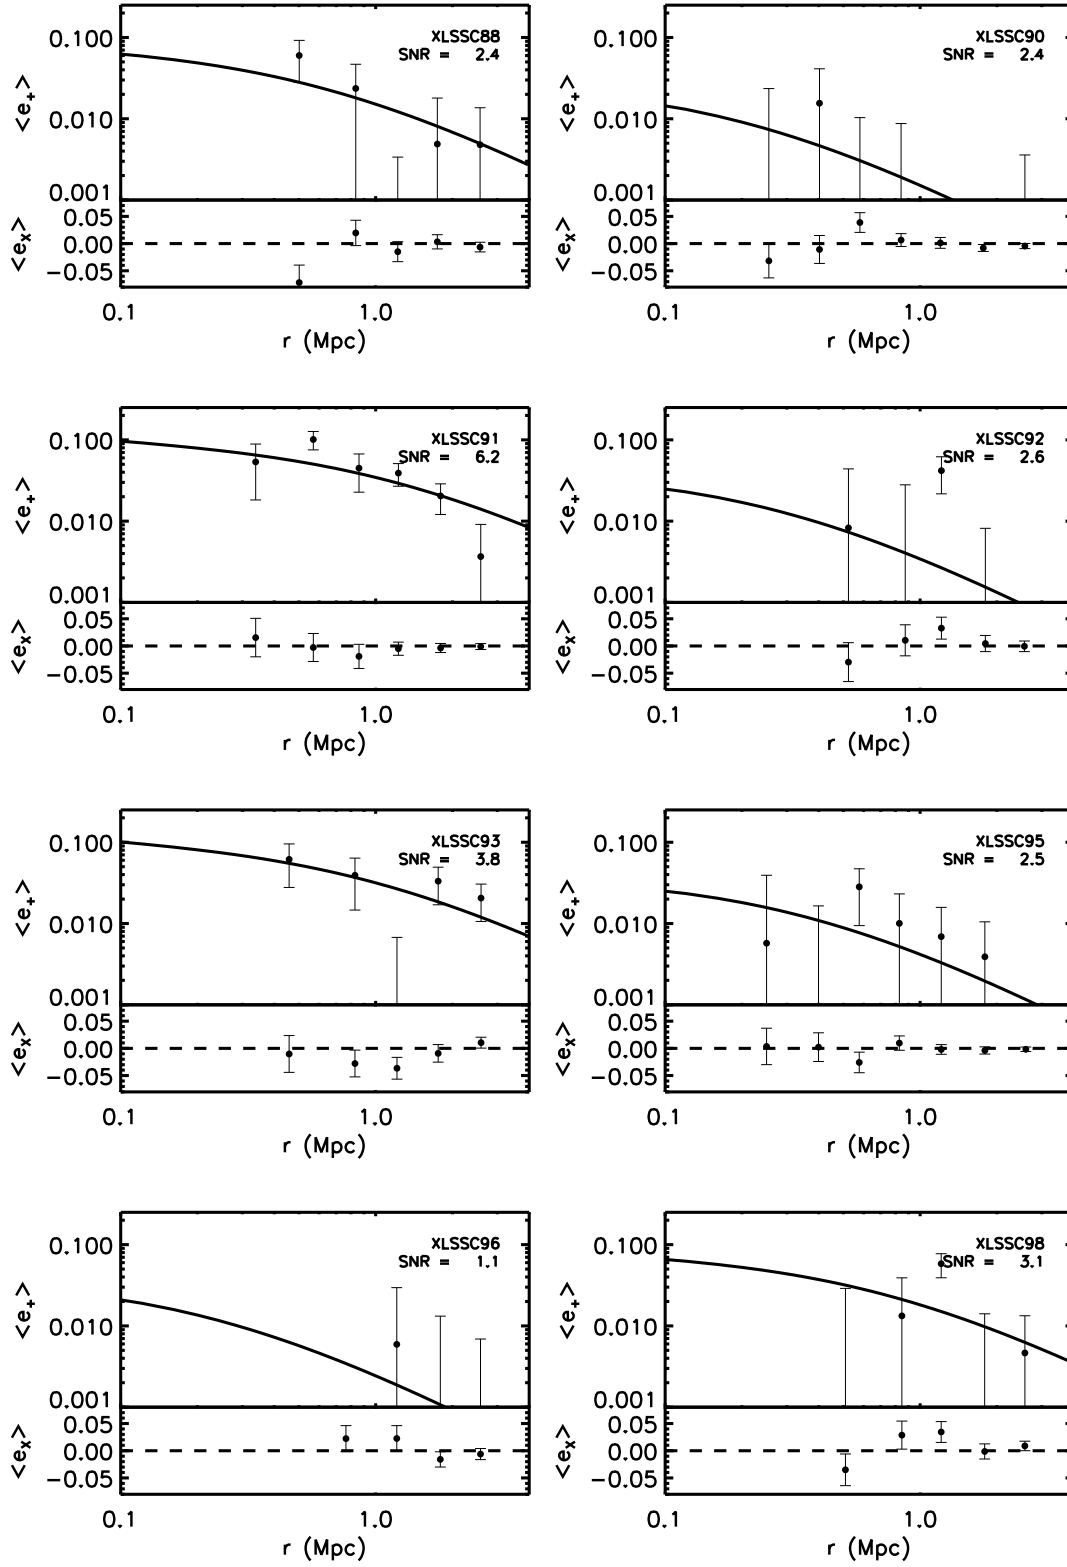 XLSSC88
SNR = 2.4
0.100
0.010
0.001
<e+>
0.05
0.00
−0.05
<ex>
0.1
1.0
r (Mpc)
XLSSC90
SNR = 2.4
0.100
0.010
0.001
<e+>
0.05
0.00
−0.05
<ex>
0.1
1.0
r (Mpc)
XLSSC91
SNR = 6.2
0.100
0.010
0.001
<e+>
0.05
0.00
−0.05
<ex>
0.1
1.0
r (Mpc)
XLSSC92
SNR = 2.6
0.100
0.010
0.001
<e+>
0.05
0.00
−0.05
<ex>
0.1
1.0
r (Mpc)
XLSSC93
SNR = 3.8
0.100
0.010
0.001
<e+>
0.05
0.00
−0.05
<ex>
0.1
1.0
r (Mpc)
XLSSC95
SNR = 2.5
0.100
0.010
0.001
<e+>
0.05
0.00
−0.05
<ex>
0.1
1.0
r (Mpc)
XLSSC96
SNR = 1.1
0.100
0.010
0.001
<e+>
0.05
0.00
−0.05
<ex>
0.1
1.0
r (Mpc)
XLSSC98
SNR = 3.1
0.100
0.010
0.001
<e+>
0.05
0.00
−0.05
<ex>
0.1
1.0
r (Mpc)